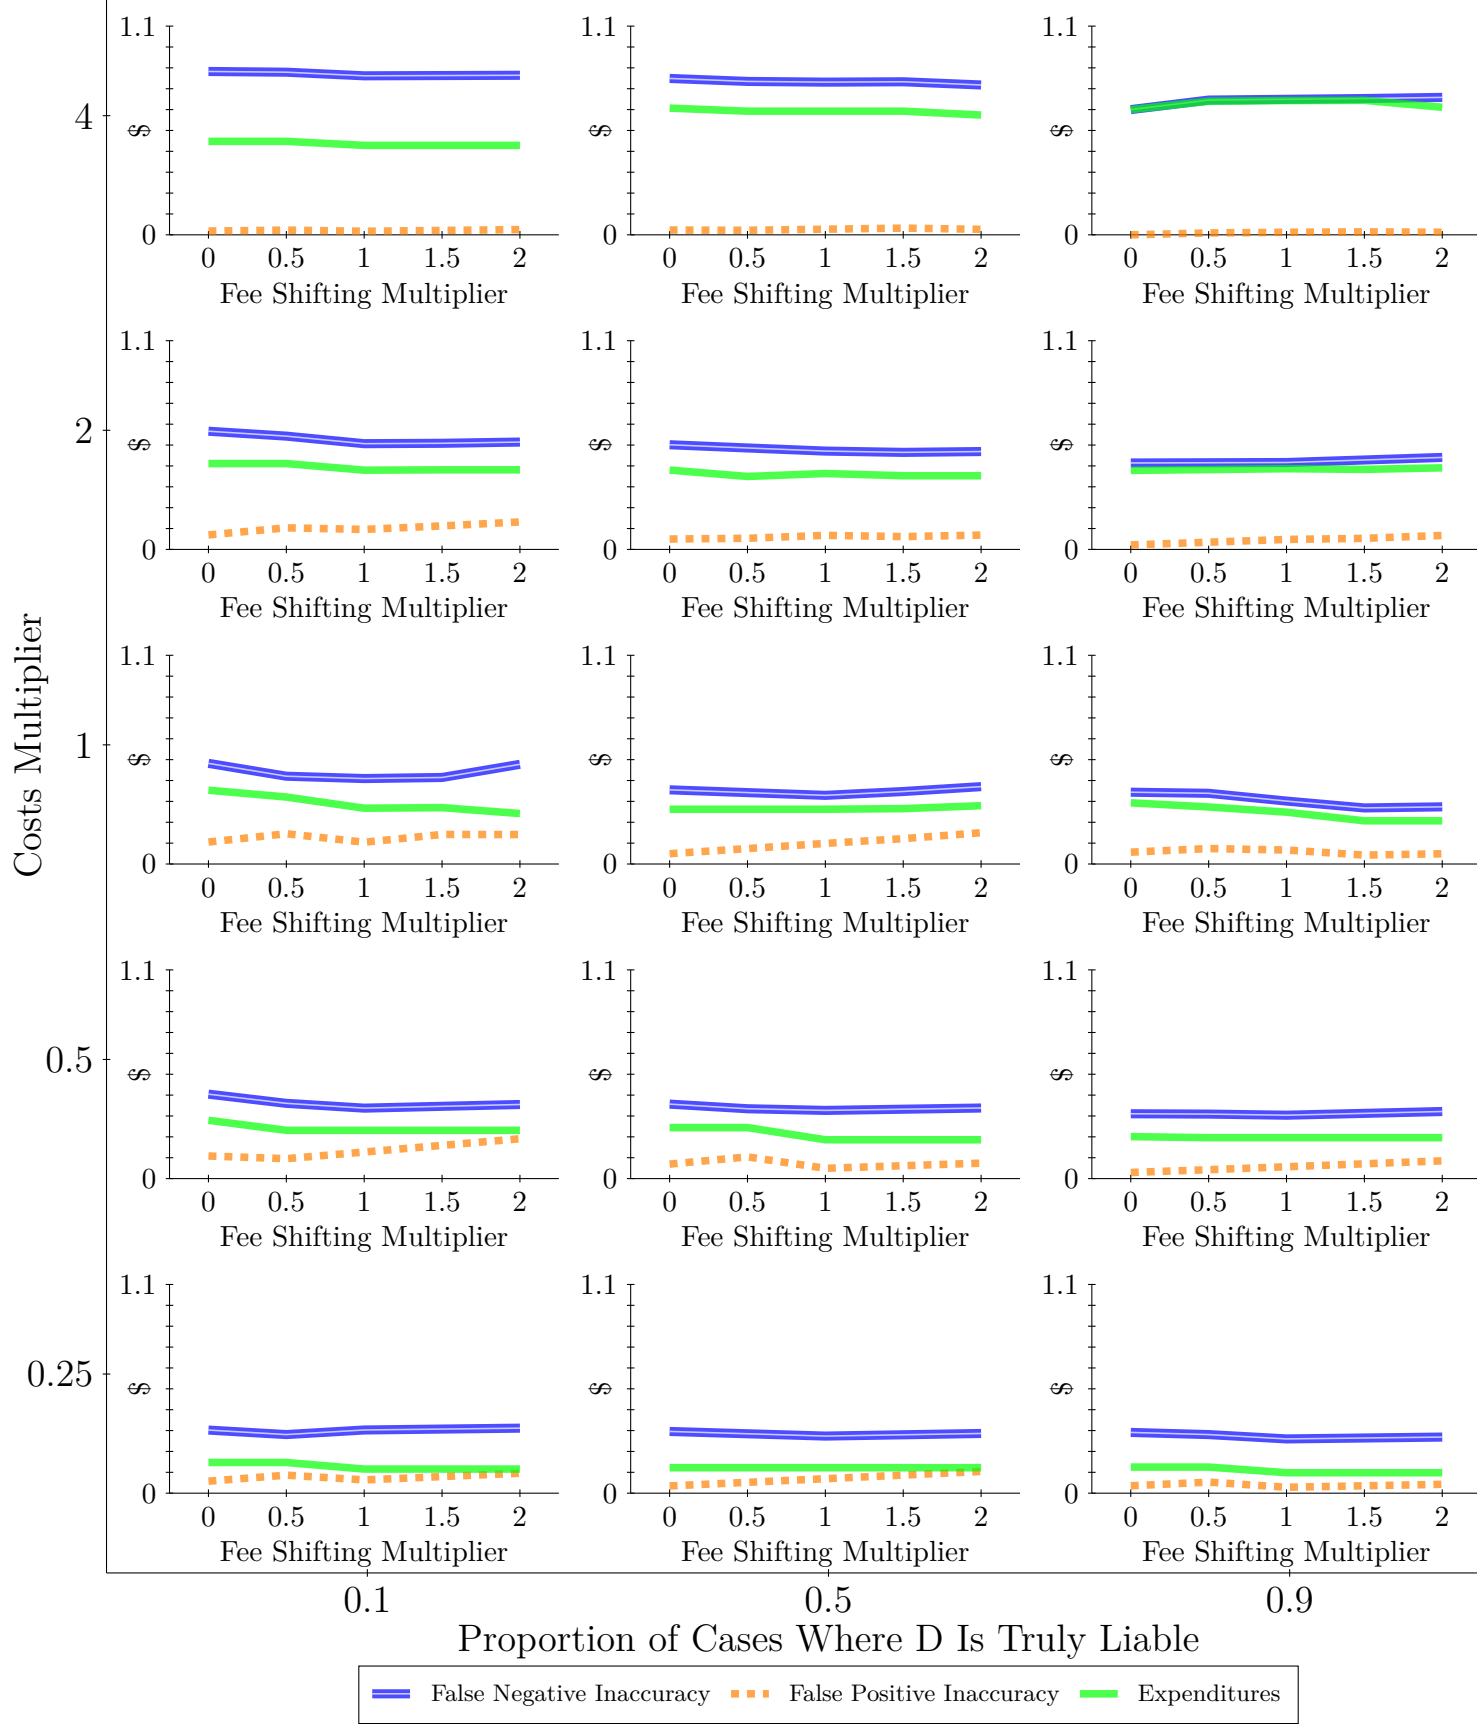 1.1 1.1 1.1
4 $ $ $
0 0 0
0 0.5 1 1.5 2 0 0.5 1 1.5 2 0 0.5 1 1.5 2
Fee Shifting Multiplier Fee Shifting Multiplier Fee Shifting Multiplier
1.1 1.1 1.1
2 $ $ $
0 0 0
0 0.5 1 1.5 2 0 0.5 1 1.5 2 0 0.5 1 1.5 2
Fee Shifting Multiplier Fee Shifting Multiplier Fee Shifting Multiplier
Costs Multiplier
1.1 1.1 1.1
1 $ $ $
0 0 0
0 0.5 1 1.5 2 0 0.5 1 1.5 2 0 0.5 1 1.5 2
Fee Shifting Multiplier Fee Shifting Multiplier Fee Shifting Multiplier
1.1 1.1 1.1
0.5 $ $ $
0 0 0
0 0.5 1 1.5 2 0 0.5 1 1.5 2 0 0.5 1 1.5 2
Fee Shifting Multiplier Fee Shifting Multiplier Fee Shifting Multiplier
1.1 1.1 1.1
0.25 $ $ $
0 0 0
0 0.5 1 1.5 2 0 0.5 1 1.5 2 0 0.5 1 1.5 2
Fee Shifting Multiplier Fee Shifting Multiplier Fee Shifting Multiplier
0.1 0.5 0.9
Proportion of Cases Where D Is Truly Liable
False Negative Inaccuracy False Positive Inaccuracy Expenditures